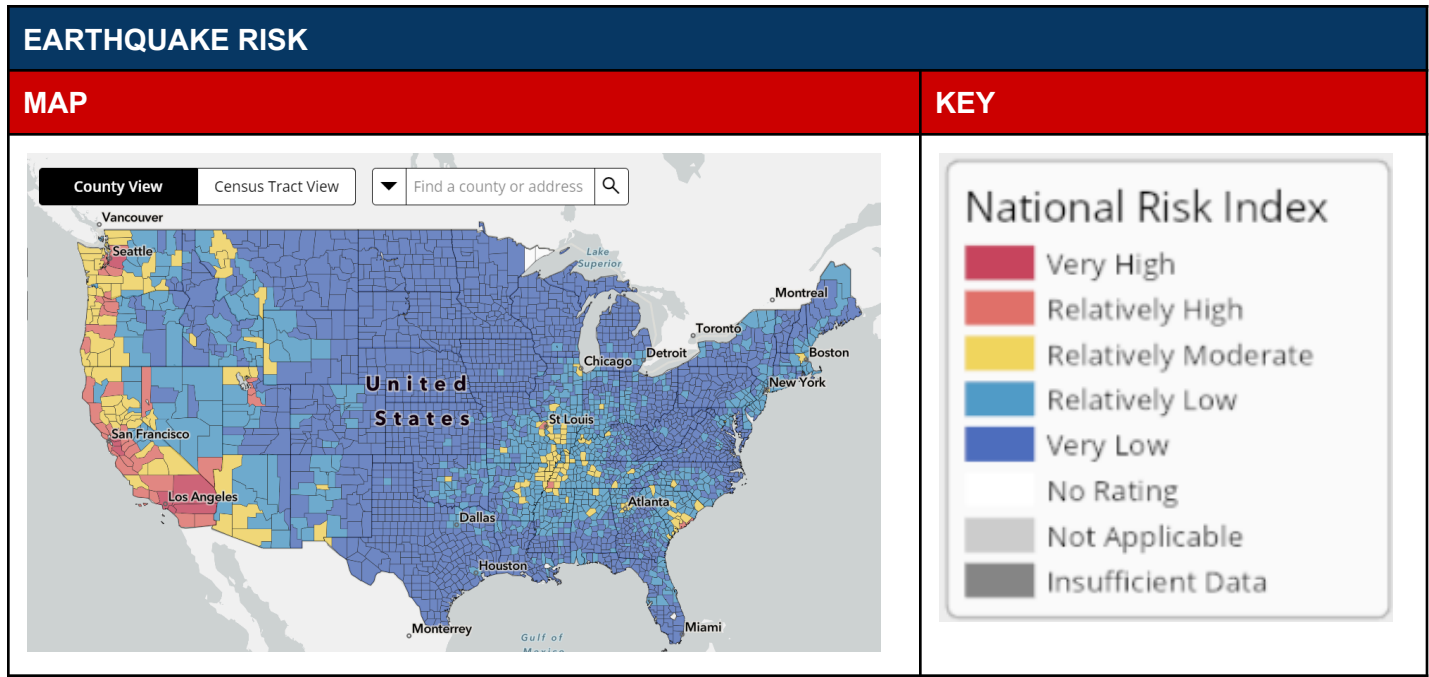 EARTHQUAKE RISK
MAP
KEY
County View
Census Tract View
Find a county or address
Vancouver
Seattle
Lake
Superior
Montreal
Toronto
Boston
Detroit
Chicago
New York
United
States
St Louis
San Francisco
Los Angeles
Atlanta
Dallas
Houston
Miami
Monterrey
Gulf of
Mexico
National Risk Index
Very High
Relatively High
Relatively Moderate
Relatively Low
Very Low
No Rating
Not Applicable
Insufficient Data